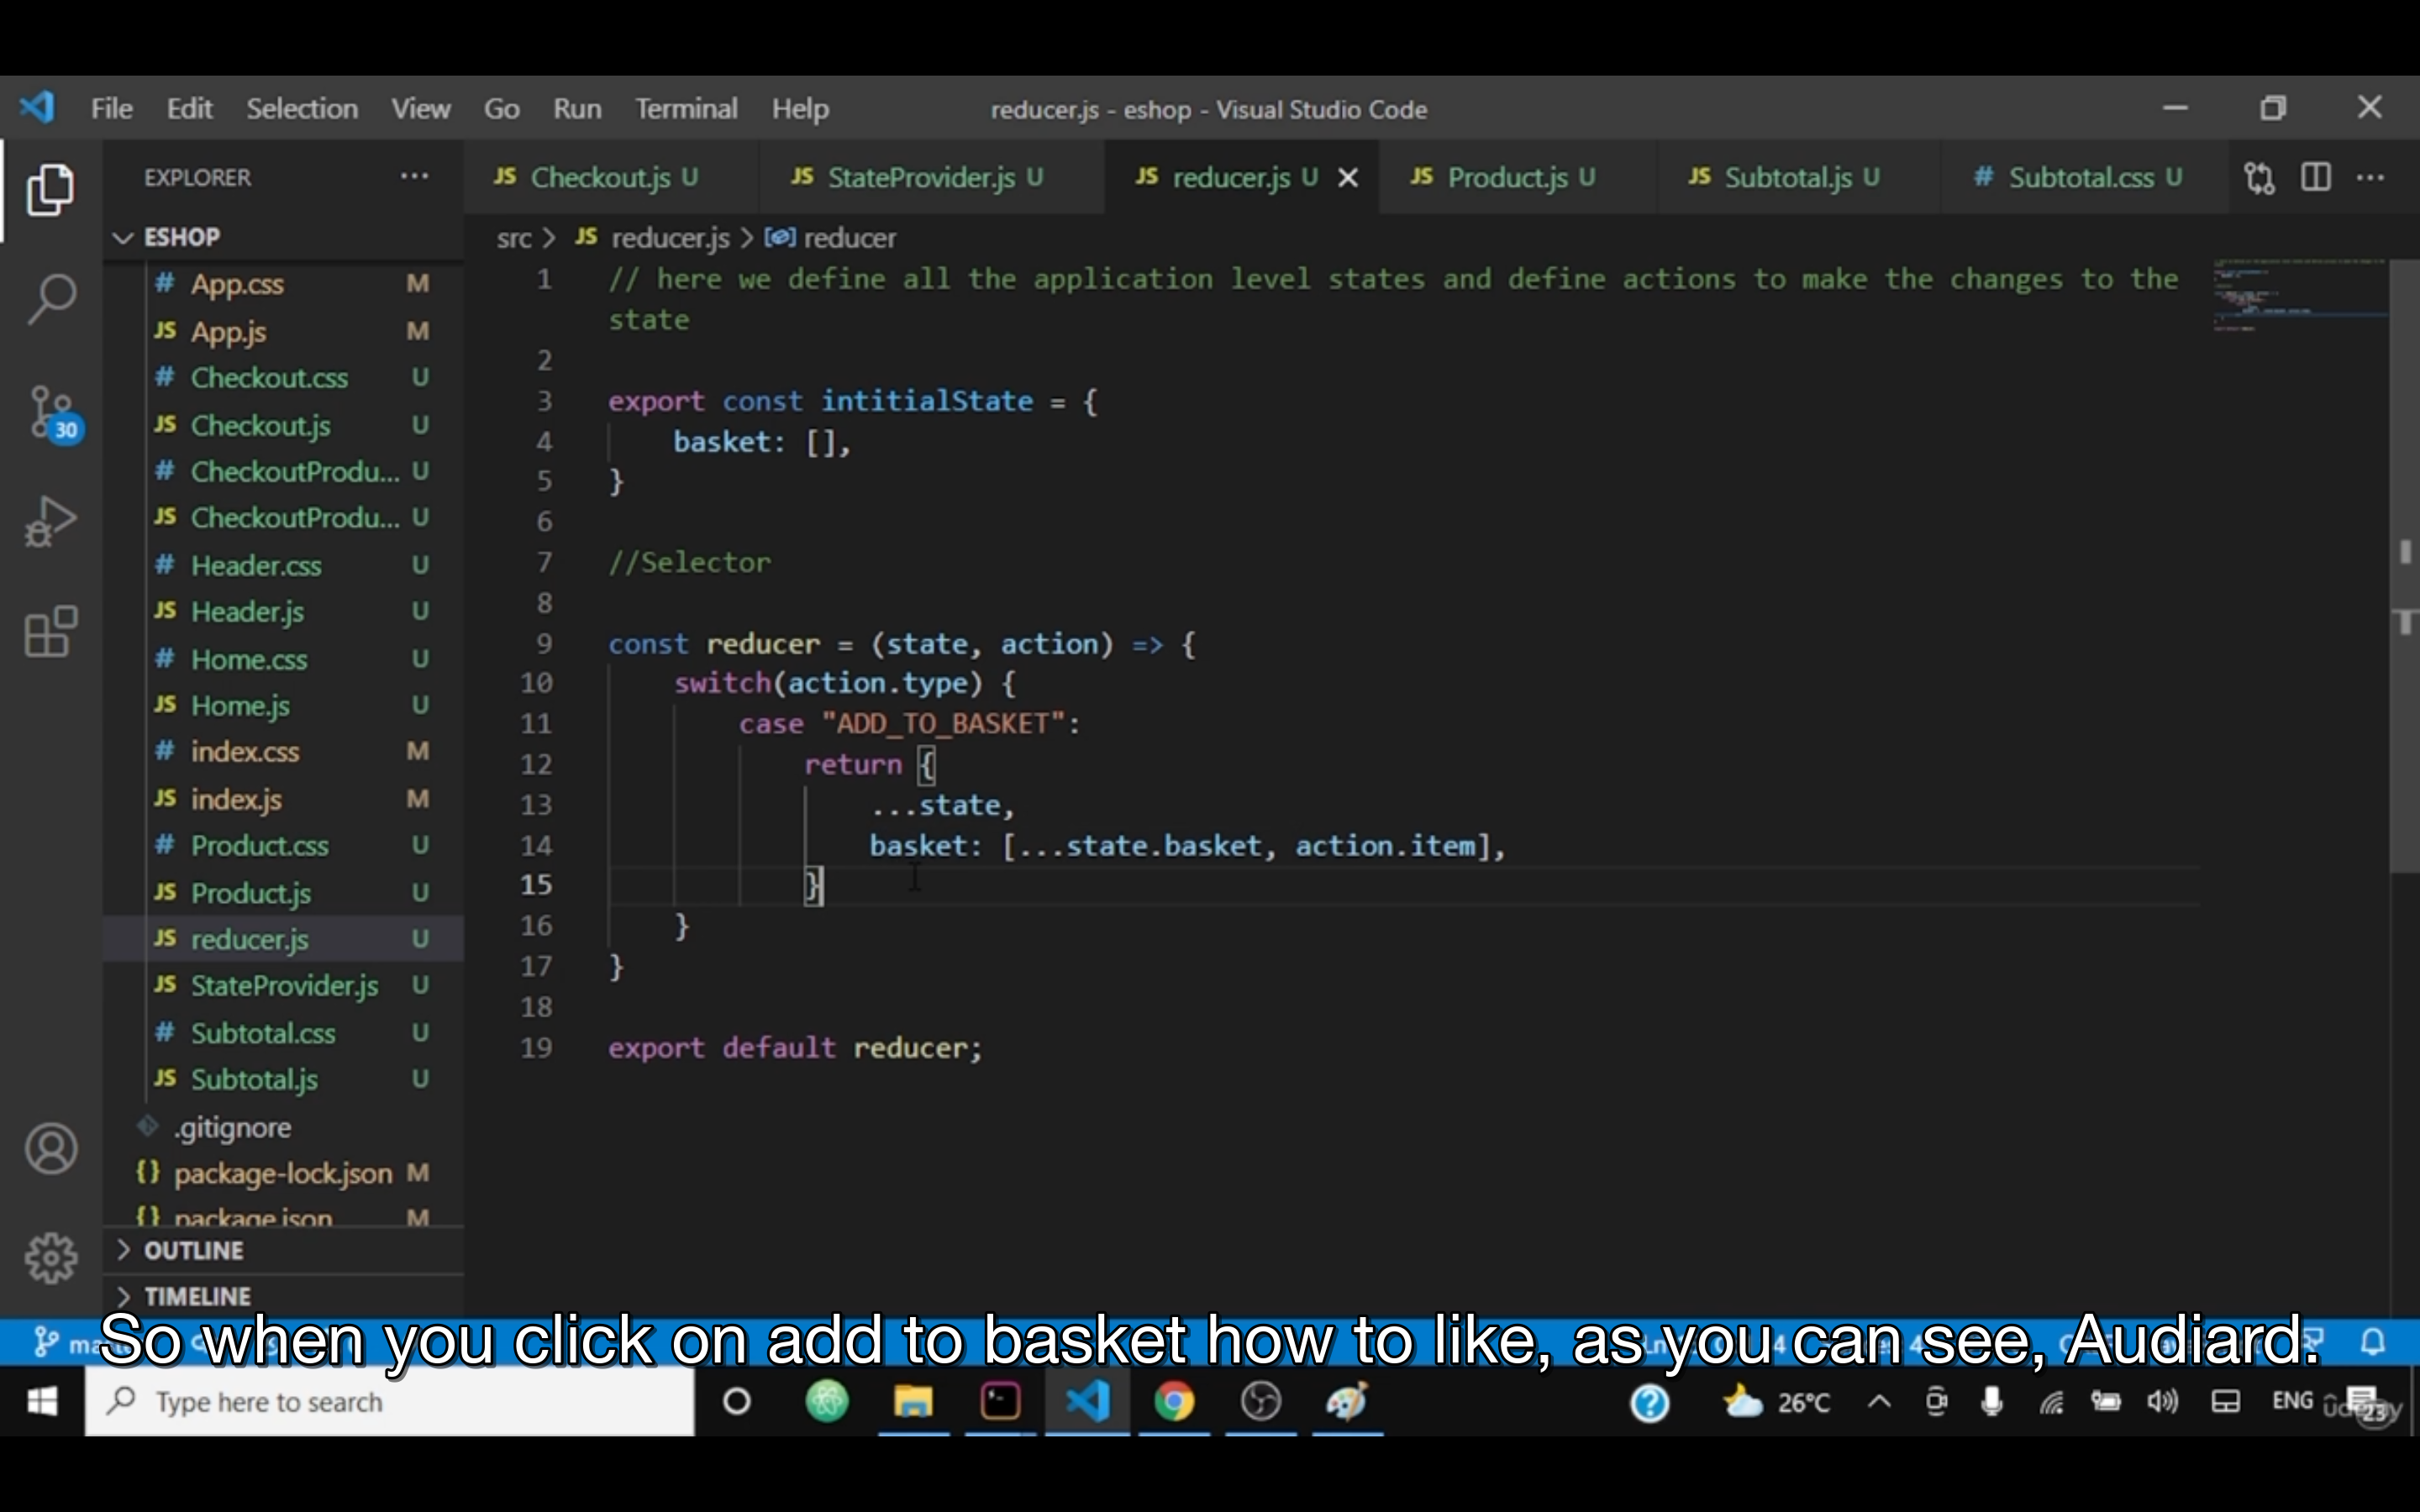 File Edit Selection View Go Run Terminal Help reducer.js - eshop - Visual Studio Code
EXPLORER ··· JS Checkout.js U JS StateProvider.js U JS reducer.js U JS Product.js U JS Subtotal.js U # Subtotal.css U ···
ESHOP
src > JS reducer.js > reducer
# App.css M
JS App.js M
# Checkout.css U
JS Checkout.js U
# CheckoutProdu... U
JS CheckoutProdu... U
# Header.css U
JS Header.js U
# Home.css U
JS Home.js U
# index.css M
JS index.js M
# Product.css U
JS Product.js U
JS reducer.js U
JS StateProvider.js U
# Subtotal.css U
JS Subtotal.js U
.gitignore
{} package-lock.json M
{} package.json M
OUTLINE
TIMELINE
30
1 // here we define all the application level states and define actions to make the changes to the
state
2
3 export const intitialState = {
4 basket: [],
5 }
6
7 //Selector
8
9 const reducer = (state, action) => {
10 switch(action.type) {
11 case "ADD_TO_BASKET":
12 return {
13 ...state,
14 basket: [...state.basket, action.item],
15 }
16 }
17 }
18
19 export default reducer;
So when you click on add to basket how to like, as you can see, Audiard.
Type here to search 26°C ENG 23